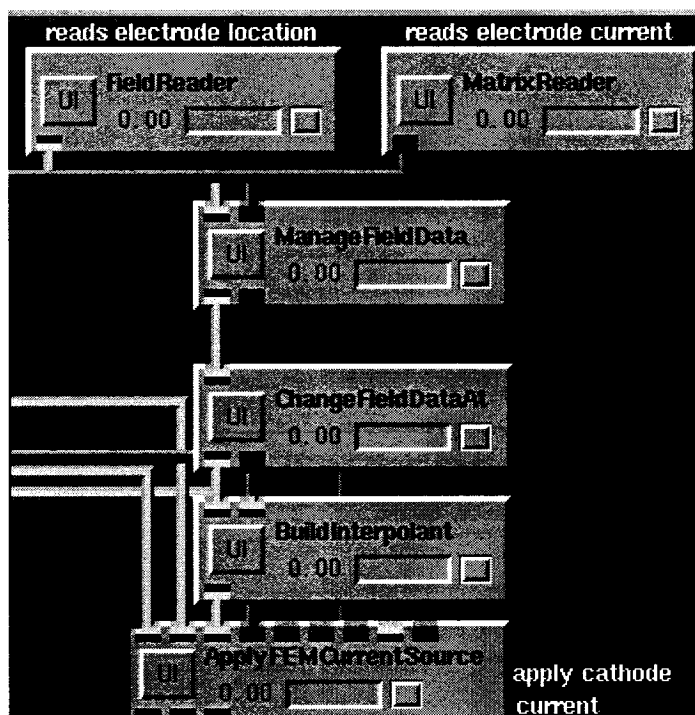 reads electrode location
reads electrode current
FieldReader
UI
0.00
MatrixReader
UI
0.00
ManageFieldData
UI
0.00
ChangeFieldDataAt
UI
0.00
BuildInterpolant
UI
0.00
ApplyFEMCurrentSource
UI
0.00
apply cathode
current